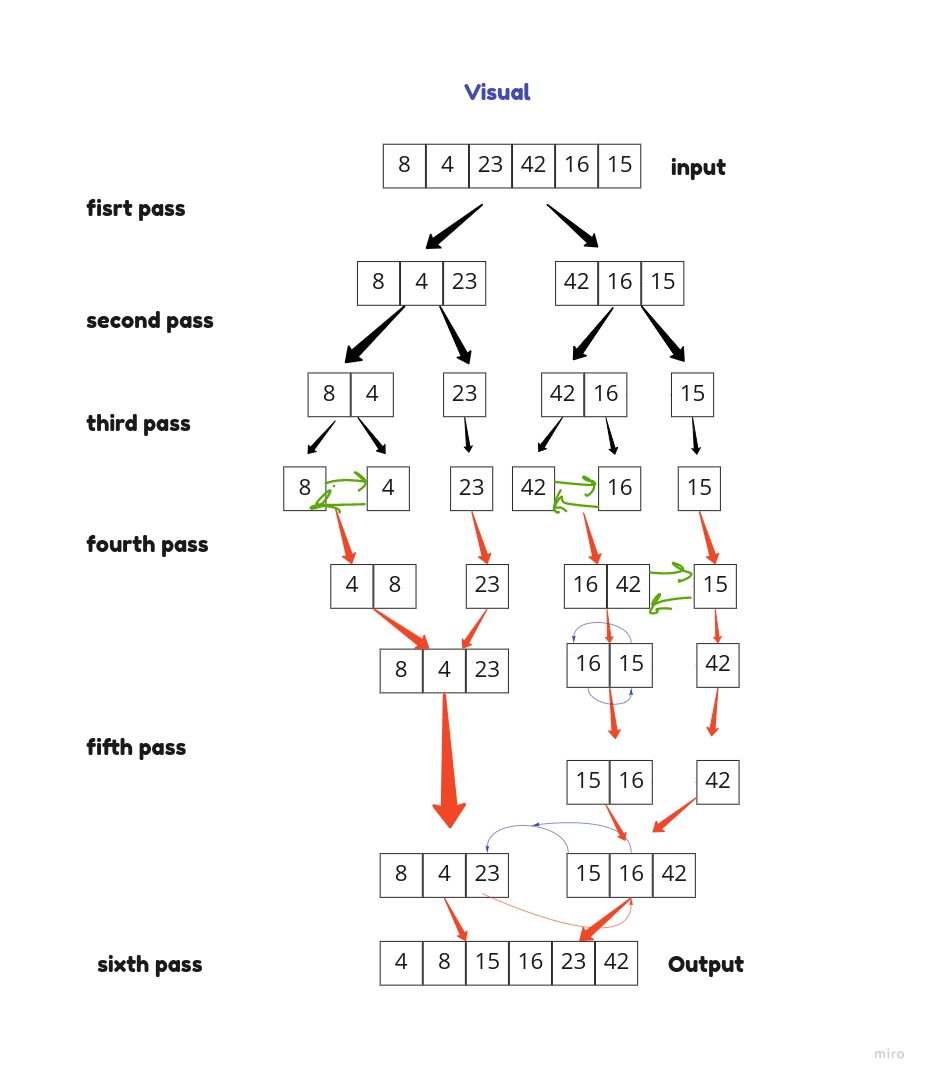 Visual
8 4 23 42 16 15 input
fisrt pass
8 4 23 42 16 15
second pass
8 4 23 42 16 15
third pass
8 4 23 42 16 15
fourth pass
4 8 23 16 42 15
8 4 23 16 15 42
fifth pass
15 16 42
8 4 23 15 16 42
sixth pass 4 8 15 16 23 42 Output
miro